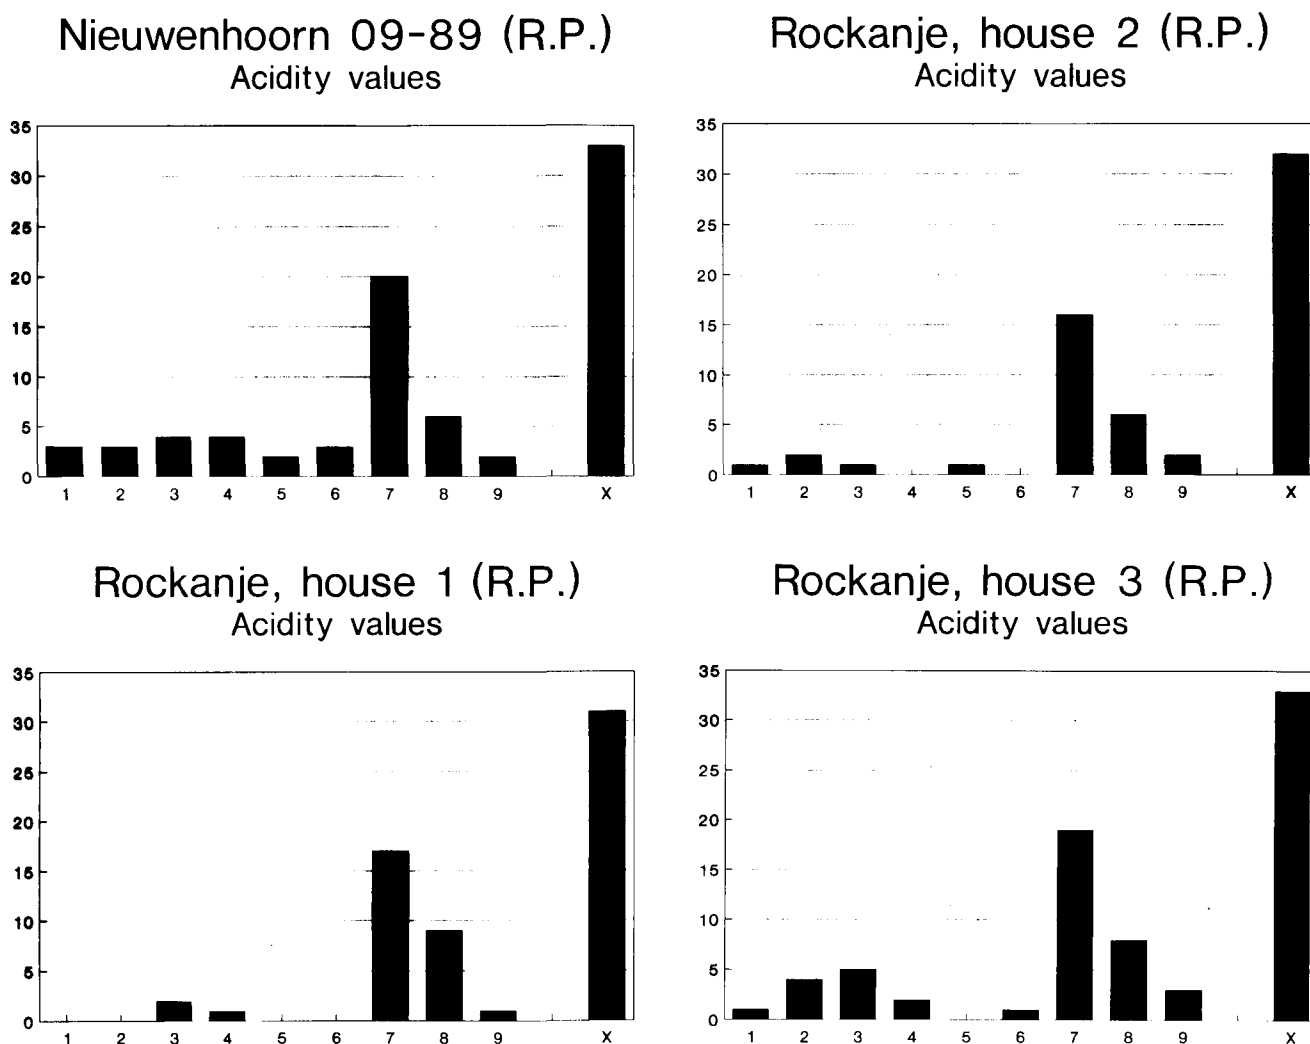 Nieuwenhoorn 09-89 (R.P.)
Acidity values
35
30
25
20
15
10
5
0
1 2 3 4 5 6 7 8 9 X
Rockanje, house 2 (R.P.)
Acidity values
35
30
25
20
15
10
5
0
1 2 3 4 5 6 7 8 9 X
Rockanje, house 1 (R.P.)
Acidity values
35
30
25
20
15
10
5
0
1 2 3 4 5 6 7 8 9 X
Rockanje, house 3 (R.P.)
Acidity values
35
30
25
20
15
10
5
0
1 2 3 4 5 6 7 8 9 X